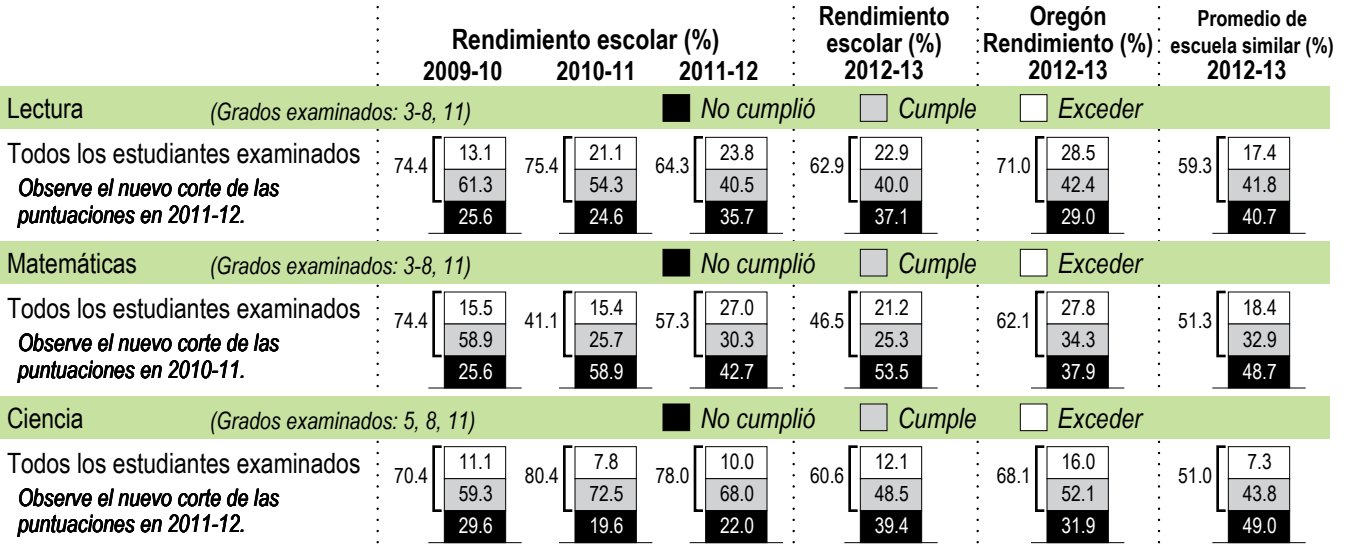 Rendimiento escolar (%)
2009-10 2010-11 2011-12
Rendimiento
escolar (%)
2012-13
Oregón
Rendimiento (%)
2012-13
Promedio de
escuela similar (%)
2012-13
Lectura (Grados examinados: 3-8, 11) No cumplió Cumple Exceder
Todos los estudiantes examinados
Observe el nuevo corte de las
puntuaciones en 2011-12.
74.4 13.1 75.4 21.1 64.3 23.8 62.9 22.9 71.0 28.5 59.3 17.4
61.3 54.3 40.5 40.0 42.4 41.8
25.6 24.6 35.7 37.1 29.0 40.7
Matemáticas (Grados examinados: 3-8, 11) No cumplió Cumple Exceder
Todos los estudiantes examinados
Observe el nuevo corte de las
puntuaciones en 2010-11.
74.4 15.5 41.1 15.4 57.3 27.0 46.5 21.2 62.1 27.8 51.3 18.4
58.9 25.7 30.3 25.3 34.3 32.9
25.6 58.9 42.7 53.5 37.9 48.7
Ciencia (Grados examinados: 5, 8, 11) No cumplió Cumple Exceder
Todos los estudiantes examinados
Observe el nuevo corte de las
puntuaciones en 2011-12.
70.4 11.1 80.4 7.8 78.0 10.0 60.6 12.1 68.1 16.0 51.0 7.3
59.3 72.5 68.0 48.5 52.1 43.8
29.6 19.6 22.0 39.4 31.9 49.0